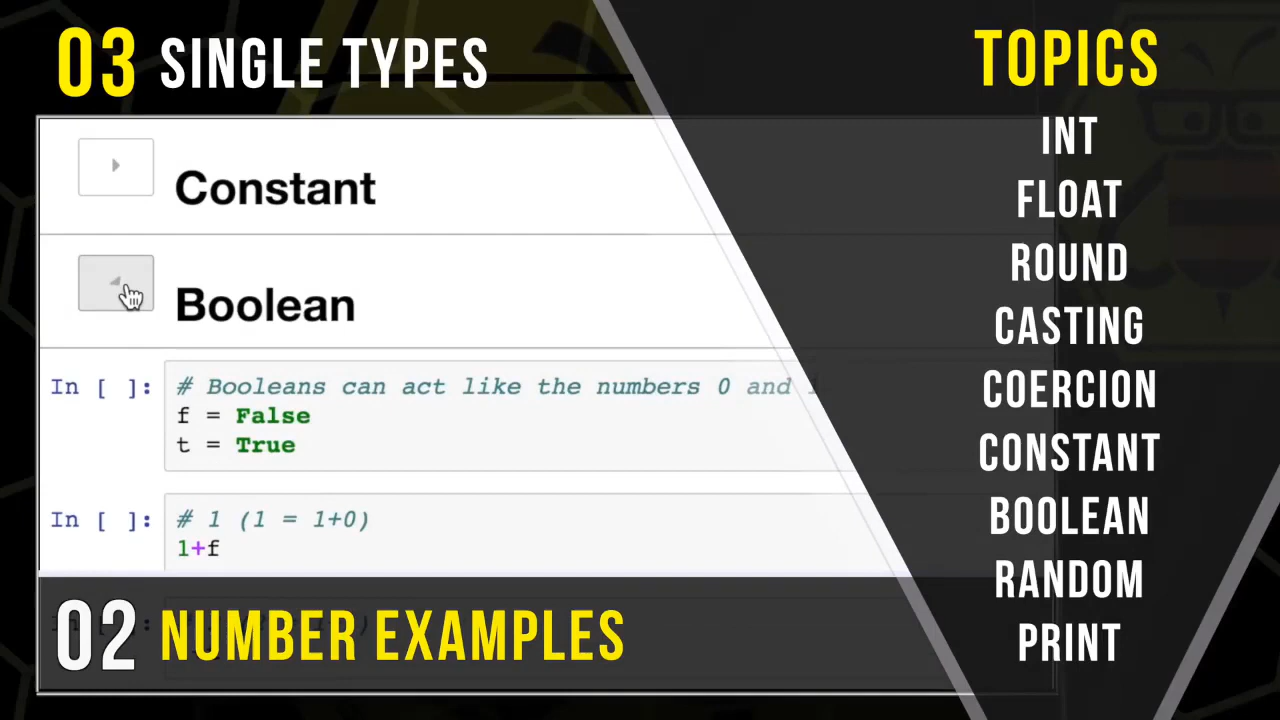 03 SINGLE TYPES
Constant
Boolean
In [ ]: # Booleans can act like the numbers 0 and
f = False
t = True
In [ ]: # 1 (1 = 1+0)
1+f
02 NUMBER EXAMPLES
TOPICS
INT
FLOAT
ROUND
CASTING
COERCION
CONSTANT
BOOLEAN
RANDOM
PRINT